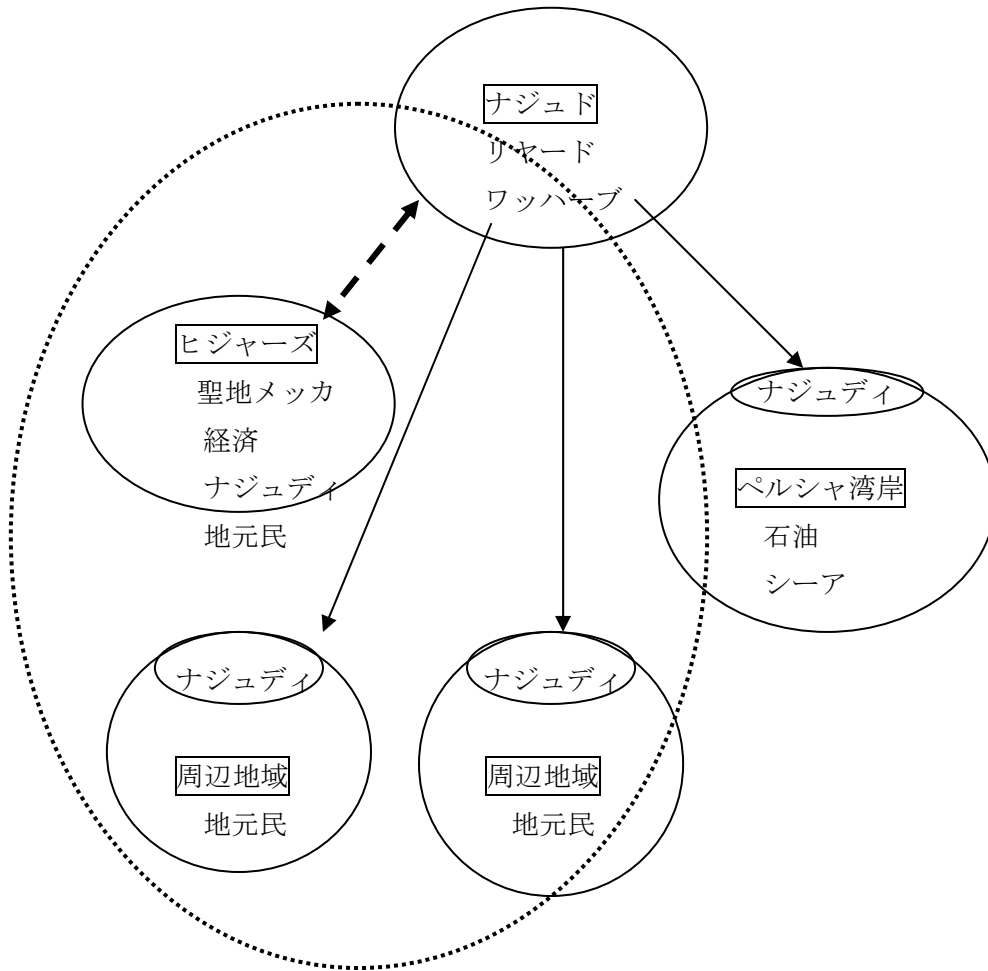 ナジュド
リヤード
ワッハーブ
ヒジャーズ
聖地メッカ
経済
ナジュディ
地元民
ナジュディ
ペルシャ湾岸
石油
シーア
ナジュディ
周辺地域
地元民
ナジュディ
周辺地域
地元民